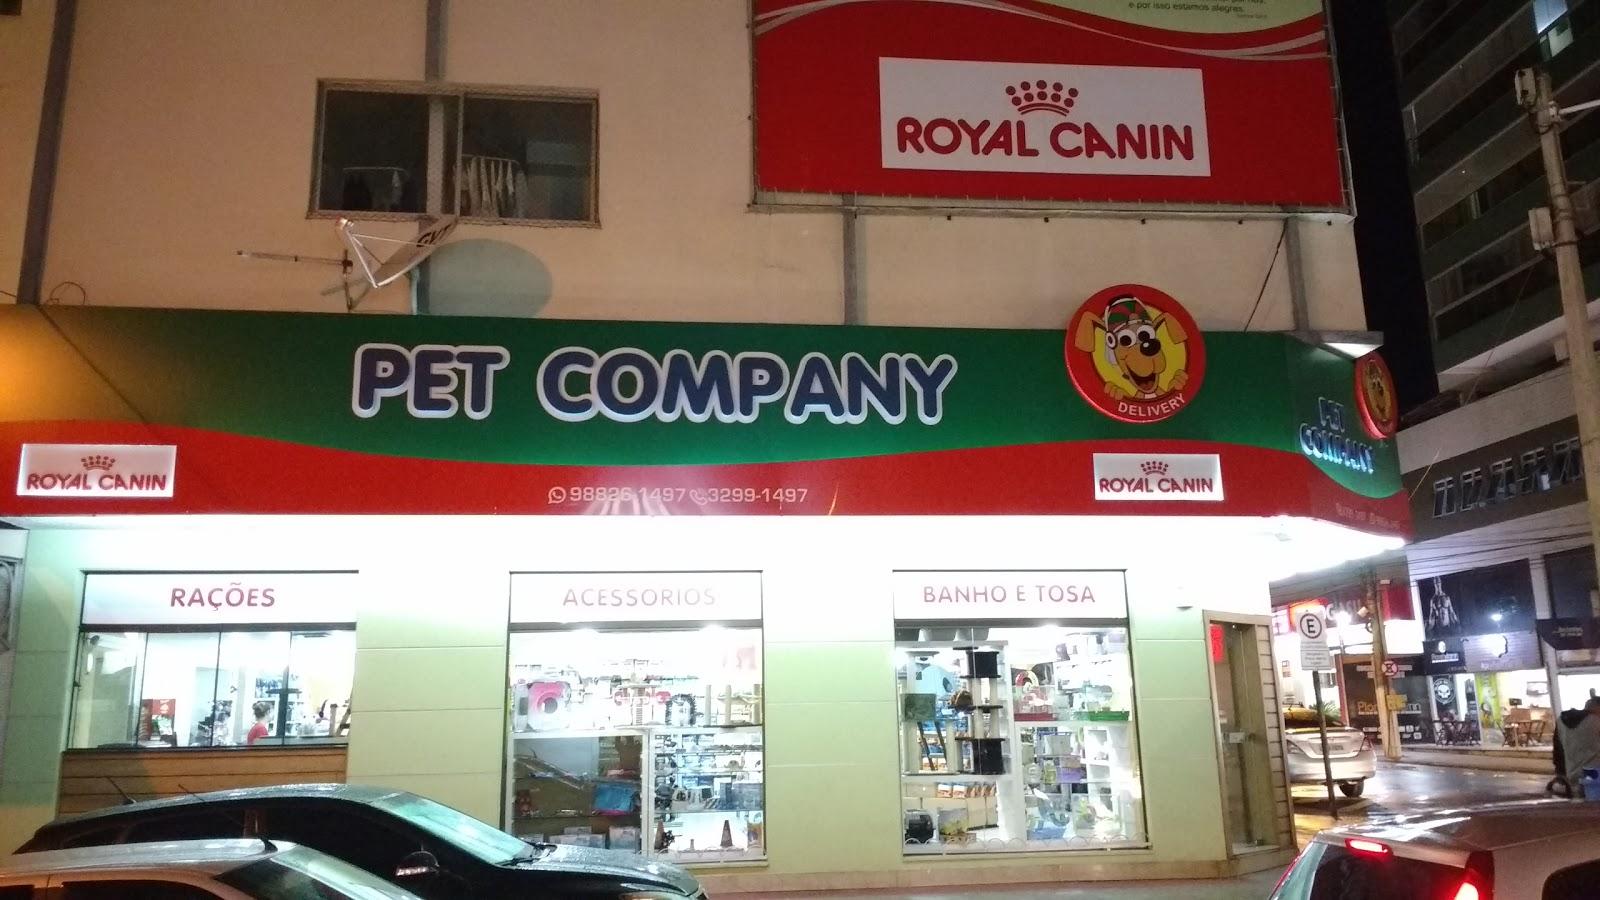 e por isso estamos alegres.
ROYAL CANIN
SKY
PET COMPANY
DELIVERY
PET
COMPANY
ROYAL CANIN
98826-1497 3299-1497
ROYAL CANIN
RAÇÕES
ACESSORIOS
BANHO E TOSA
E